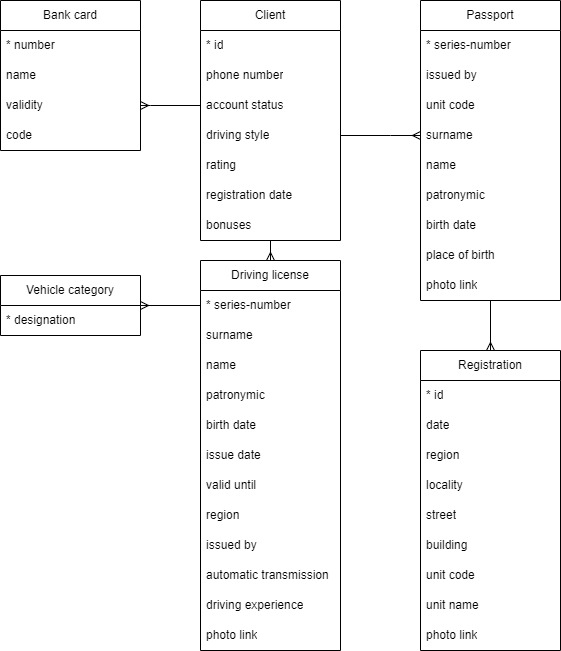 Bank card
* number
name
validity
code
Client
* id
phone number
account status
driving style
rating
registration date
bonuses
Passport
* series-number
issued by
unit code
surname
name
patronymic
birth date
place of birth
photo link
Vehicle category
* designation
Driving license
* series-number
surname
name
patronymic
birth date
issue date
valid until
region
issued by
automatic transmission
driving experience
photo link
Registration
* id
date
region
locality
street
building
unit code
unit name
photo link